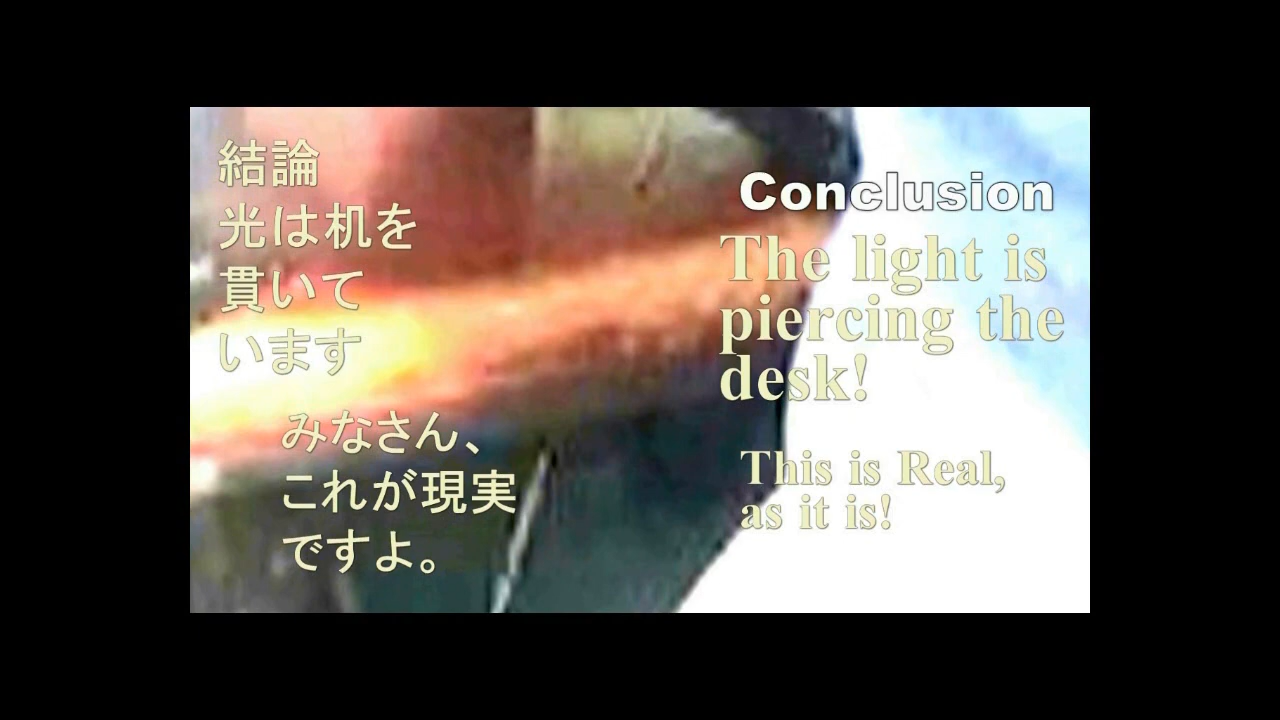 結論
光は机を
貫いて
います
みなさん、
これが現実
ですよ。
Conclusion
The light is
piercing the
desk!
This is Real,
as it is!